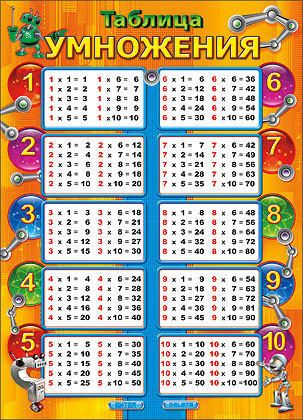 Таблица
УМНОЖЕНИЯ
1
1 x 1 = 1 1 x 6 = 6
1 x 2 = 2 1 x 7 = 7
1 x 3 = 3 1 x 8 = 8
1 x 4 = 4 1 x 9 = 9
1 x 5 = 5 1 x 10 = 10
6
6 x 1 = 6 6 x 6 = 36
6 x 2 = 12 6 x 7 = 42
6 x 3 = 18 6 x 8 = 48
6 x 4 = 24 6 x 9 = 54
6 x 5 = 30 6 x 10 = 60
2
2 x 1 = 2 2 x 6 = 12
2 x 2 = 4 2 x 7 = 14
2 x 3 = 6 2 x 8 = 16
2 x 4 = 8 2 x 9 = 18
2 x 5 = 10 2 x 10 = 20
7
7 x 1 = 7 7 x 6 = 42
7 x 2 = 14 7 x 7 = 49
7 x 3 = 21 7 x 8 = 56
7 x 4 = 28 7 x 9 = 63
7 x 5 = 35 7 x 10 = 70
3
3 x 1 = 3 3 x 6 = 18
3 x 2 = 6 3 x 7 = 21
3 x 3 = 9 3 x 8 = 24
3 x 4 = 12 3 x 9 = 27
3 x 5 = 15 3 x 10 = 30
8
8 x 1 = 8 8 x 6 = 48
8 x 2 = 16 8 x 7 = 56
8 x 3 = 24 8 x 8 = 64
8 x 4 = 32 8 x 9 = 72
8 x 5 = 40 8 x 10 = 80
4
4 x 1 = 4 4 x 6 = 24
4 x 2 = 8 4 x 7 = 28
4 x 3 = 12 4 x 8 = 32
4 x 4 = 16 4 x 9 = 36
4 x 5 = 20 4 x 10 = 40
9
9 x 1 = 9 9 x 6 = 54
9 x 2 = 18 9 x 7 = 63
9 x 3 = 27 9 x 8 = 72
9 x 4 = 36 9 x 9 = 81
9 x 5 = 45 9 x 10 = 90
5
5 x 1 = 5 5 x 6 = 30
5 x 2 = 10 5 x 7 = 35
5 x 3 = 15 5 x 8 = 40
5 x 4 = 20 5 x 9 = 45
5 x 5 = 25 5 x 10 = 50
10
10 x 1 = 10 10 x 6 = 60
10 x 2 = 20 10 x 7 = 70
10 x 3 = 30 10 x 8 = 80
10 x 4 = 40 10 x 9 = 90
10 x 5 = 50 10 x 10 = 100
ENTER DELETE